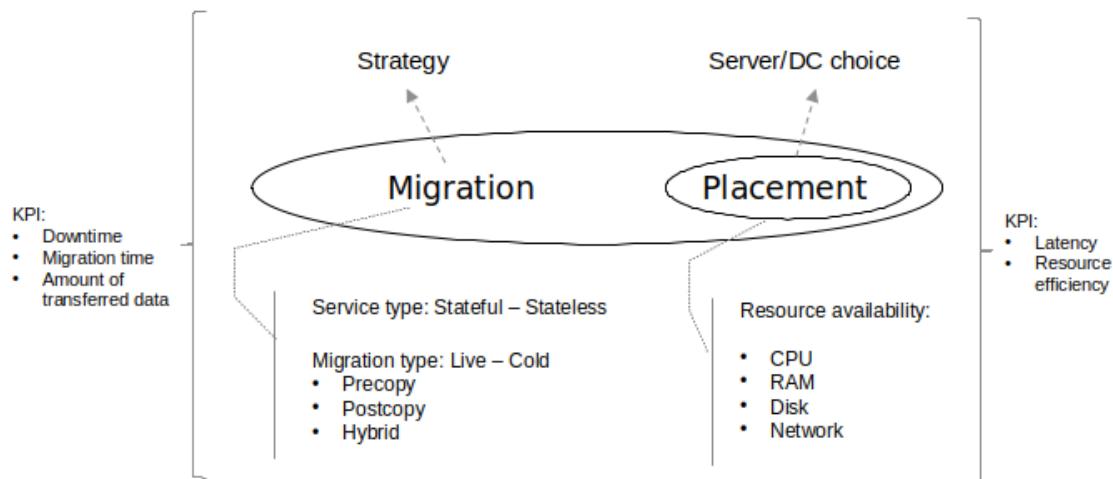 Strategy
Server/DC choice
Migration
Placement
KPI:
• Downtime
• Migration time
• Amount of
transferred data
KPI:
• Latency
• Resource
efficiency
Service type: Stateful – Stateless
Migration type: Live – Cold
• Precopy
• Postcopy
• Hybrid
Resource availability:
• CPU
• RAM
• Disk
• Network